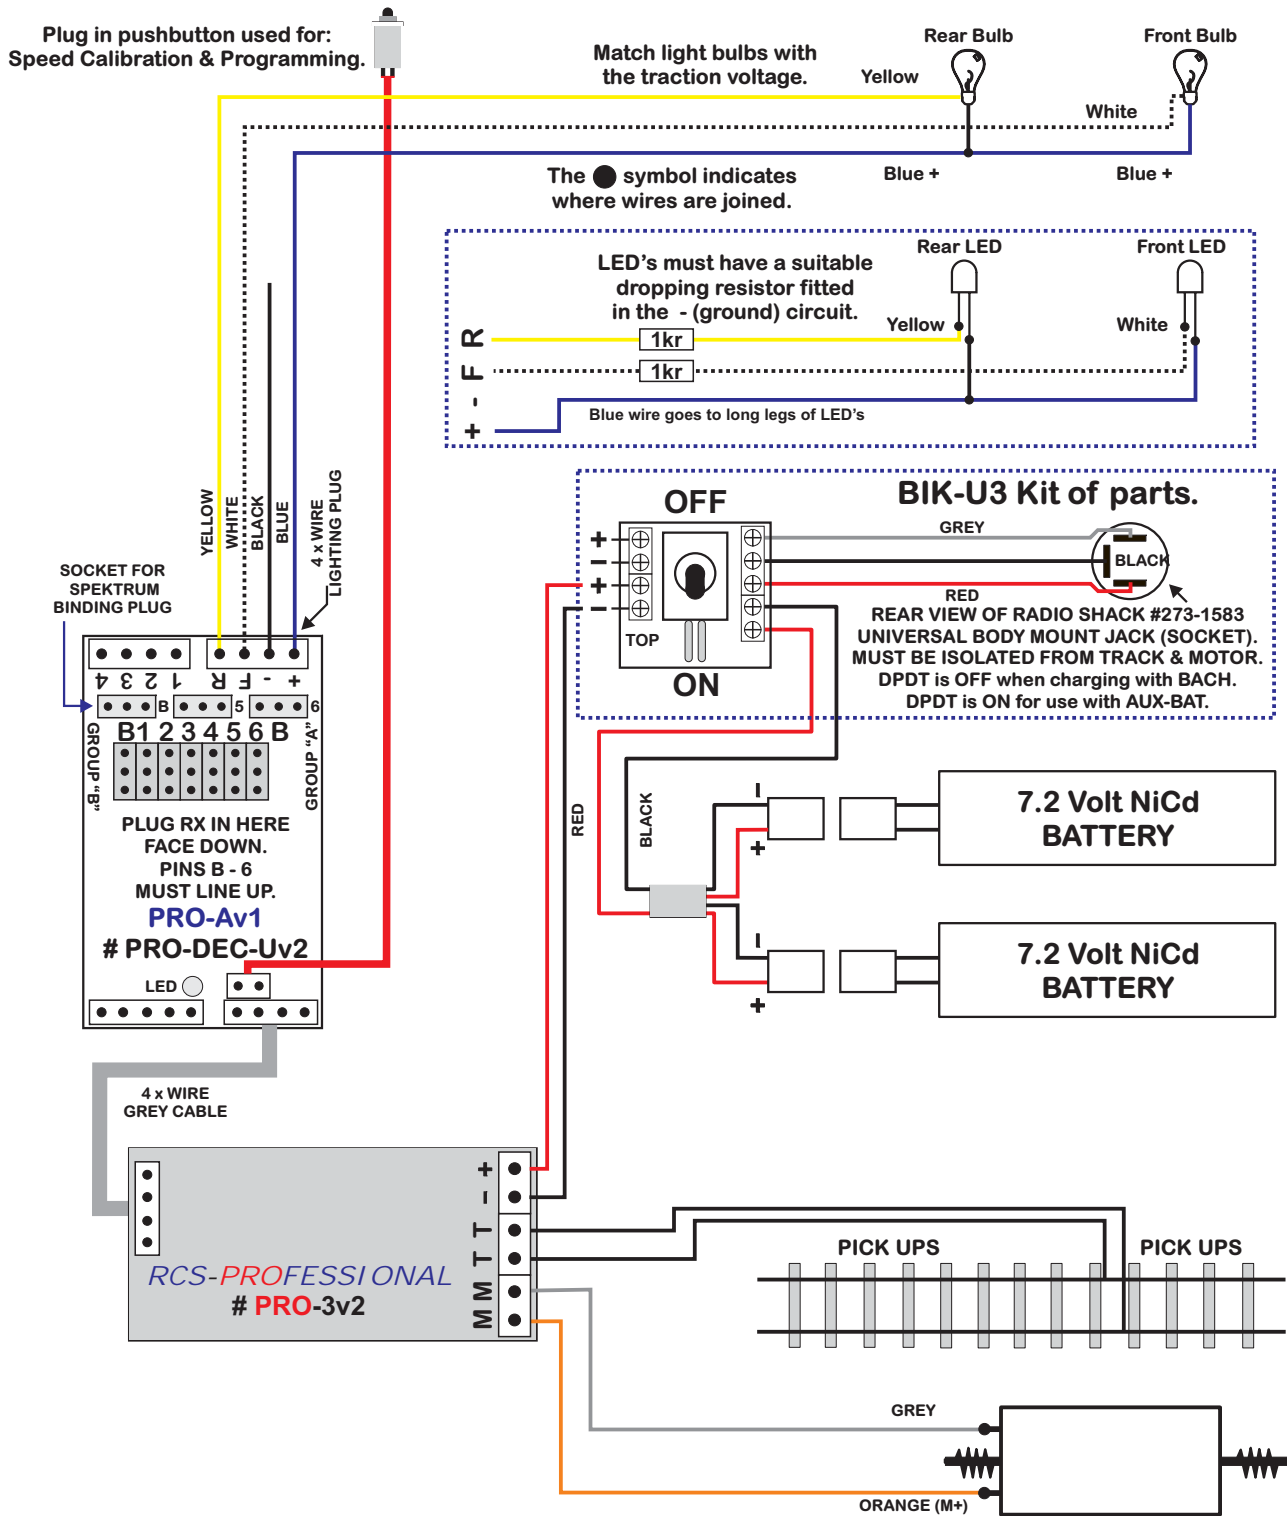 Plug in pushbutton used for:
Speed Calibration & Programming.
Match light bulbs with
the traction voltage.
Rear Bulb
Front Bulb
Yellow
White
Blue +
Blue +
The ● symbol indicates
where wires are joined.
Rear LED
Front LED
LED's must have a suitable
dropping resistor fitted
in the - (ground) circuit.
Yellow
White
R
1kr
F
1kr
-
+
Blue wire goes to long legs of LED's
YELLOW
WHITE
BLACK
BLUE
4 x WIRE
LIGHTING PLUG
SOCKET FOR
SPEKTRUM
BINDING PLUG
4 3 2 1 R F - +
B 5 6
B 1 2 3 4 5 6 B
GROUP "B"
GROUP "A"
PLUG RX IN HERE
FACE DOWN.
PINS B - 6
MUST LINE UP.
PRO-Av1
# PRO-DEC-Uv2
LED
4 x WIRE
GREY CABLE
OFF
BIK-U3 Kit of parts.
+
-
+
-
TOP
ON
GREY
BLACK
RED
REAR VIEW OF RADIO SHACK #273-1583
UNIVERSAL BODY MOUNT JACK (SOCKET).
MUST BE ISOLATED FROM TRACK & MOTOR.
DPDT is OFF when charging with BACH.
DPDT is ON for use with AUX-BAT.
RED
BLACK
-
+
7.2 Volt NiCd
BATTERY
-
+
7.2 Volt NiCd
BATTERY
+
-
T
T
M
M
RCS-PROFESSIONAL
# PRO-3v2
PICK UPS
PICK UPS
GREY
ORANGE (M+)